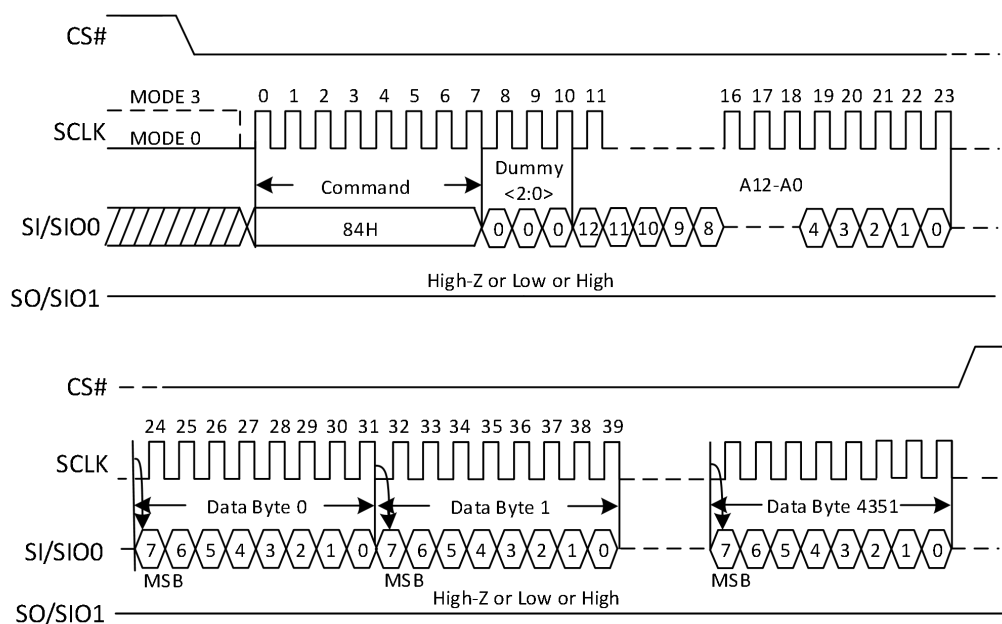 CS#
MODE 3
0 1 2 3 4 5 6 7 8 9 10 11 16 17 18 19 20 21 22 23
SCLK
MODE 0
Dummy
<2:0>
Command
A12-A0
SI/SIO0
84H 0 0 0 12 11 10 9 8 4 3 2 1 0
High-Z or Low or High
SO/SIO1
CS#
24 25 26 27 28 29 30 31 32 33 34 35 36 37 38 39
SCLK
Data Byte 0 Data Byte 1 Data Byte 4351
SI/SIO0
7 6 5 4 3 2 1 0 7 6 5 4 3 2 1 0 7 6 5 4 3 2 1 0
MSB MSB MSB
High-Z or Low or High
SO/SIO1